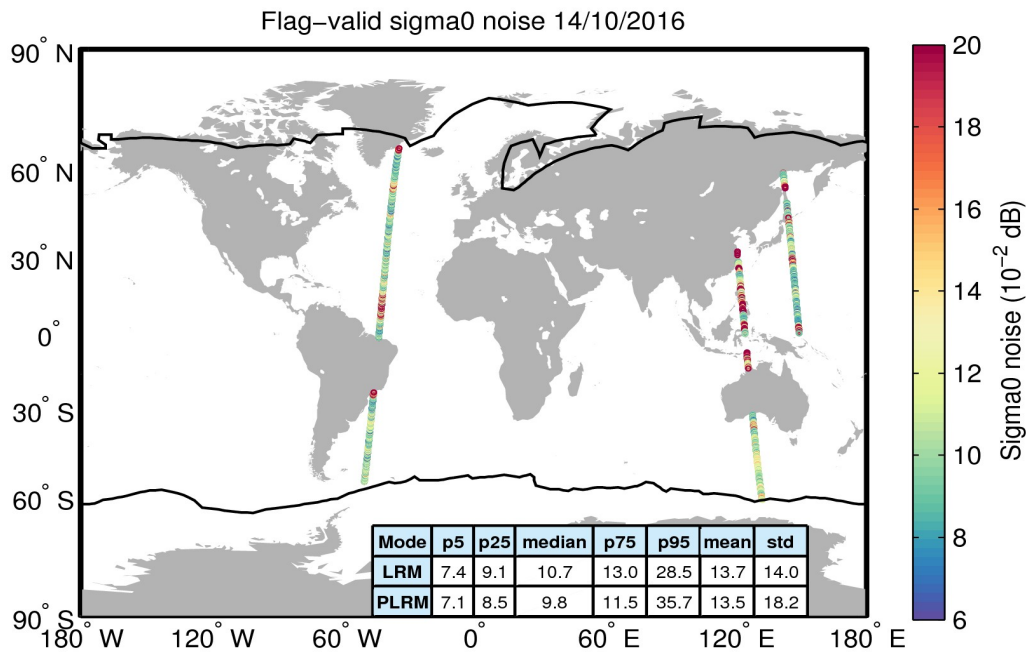 Flag−valid sigma0 noise 14/10/2016
90° N
60° N
30° N
0°
30° S
60° S
90° S
180° W 120° W 60° W 0° 60° E 120° E 180° E
Mode p5 p25 median p75 p95 mean std
LRM 7.4 9.1 10.7 13.0 28.5 13.7 14.0
PLRM 7.1 8.5 9.8 11.5 35.7 13.5 18.2
20
18
16
14
12
10
8
6
Sigma0 noise (10⁻² dB)